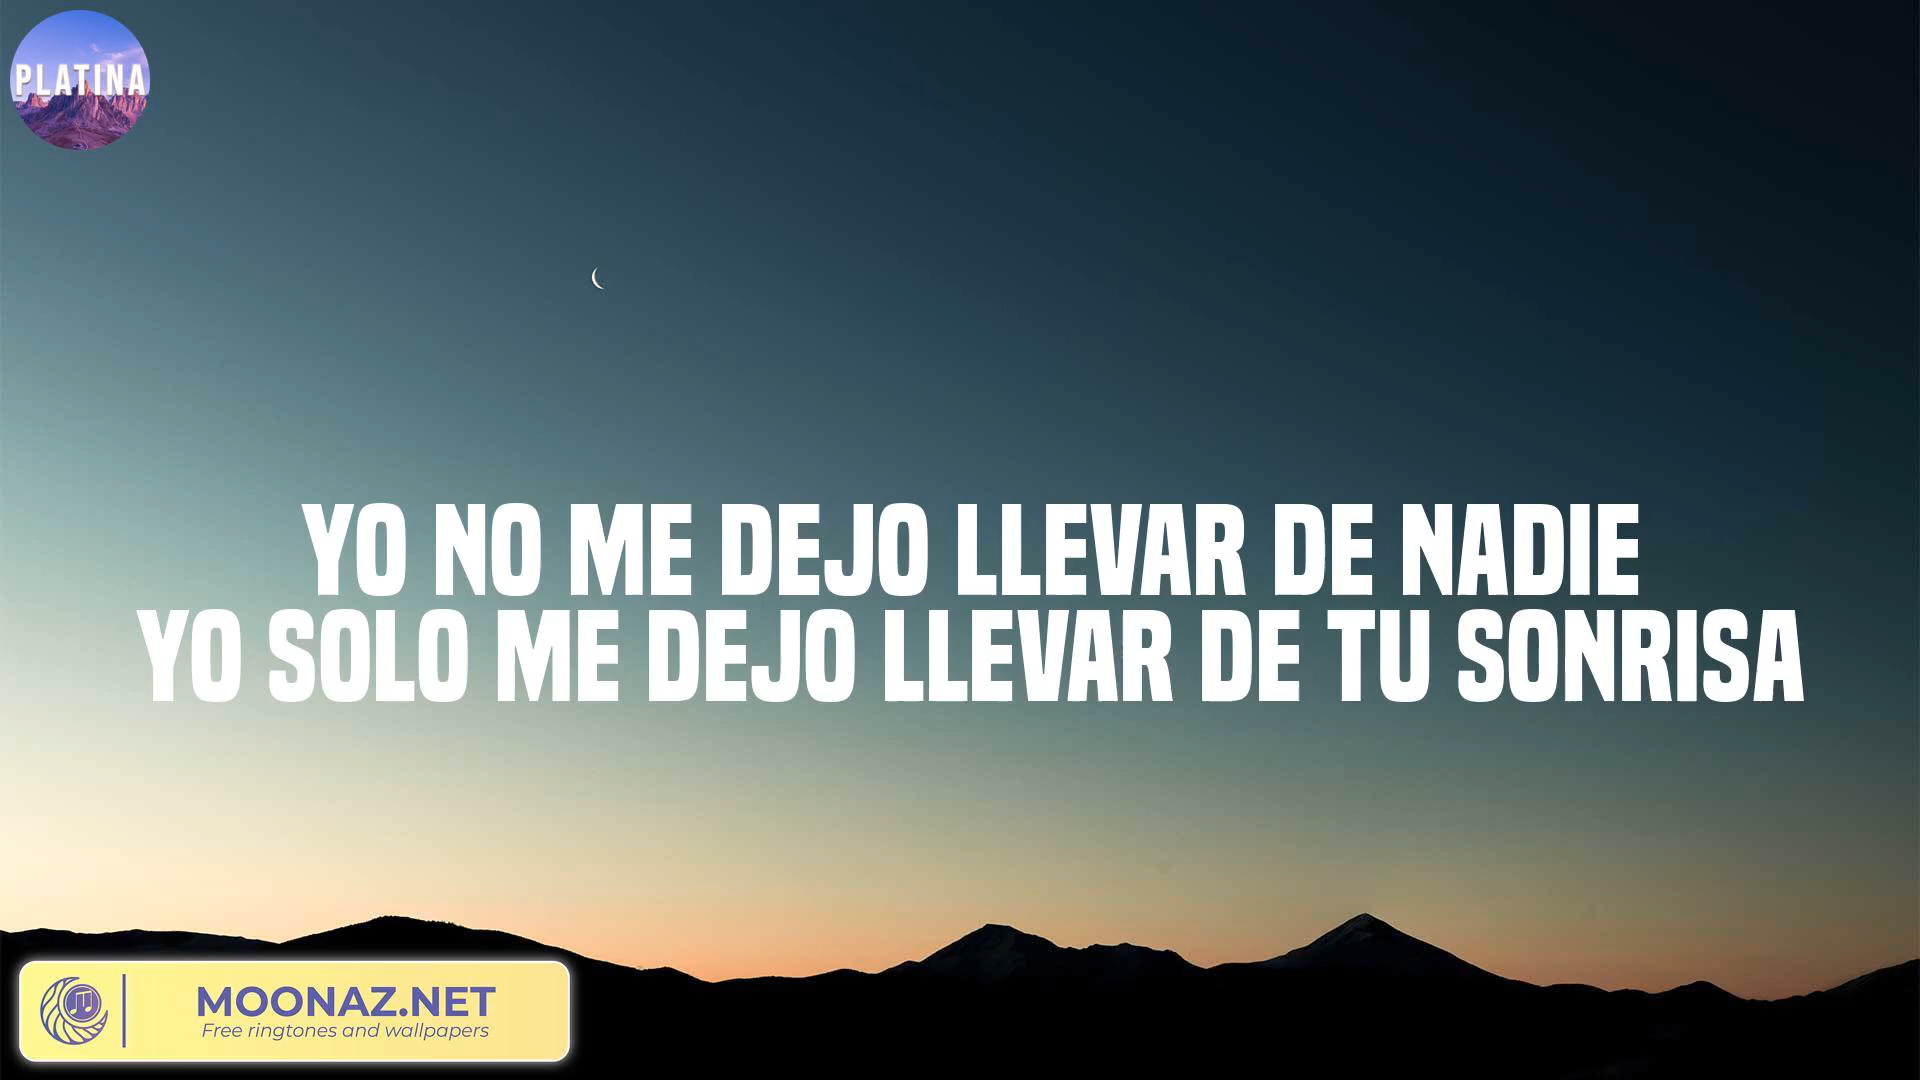 PLATINA
YO NO ME DEJO LLEVAR DE NADIE
YO SOLO ME DEJO LLEVAR DE TU SONRISA
MOONAZ.NET
Free ringtones and wallpapers